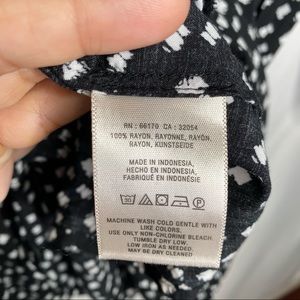 RN : 66170 CA : 32054
100% RAYON, RAYONNE, RAYÓN,
RAYON, KUNSTSEIDE
MADE IN INDONESIA,
HECHO EN INDONESIA,
FABRIQUÉ EN INDONÉSIE
MACHINE WASH COLD GENTLE WITH
LIKE COLORS.
USE ONLY NON-CHLORINE BLEACH.
TUMBLE DRY LOW.
LOW IRON AS NEEDED.
MAY BE DRY CLEANED